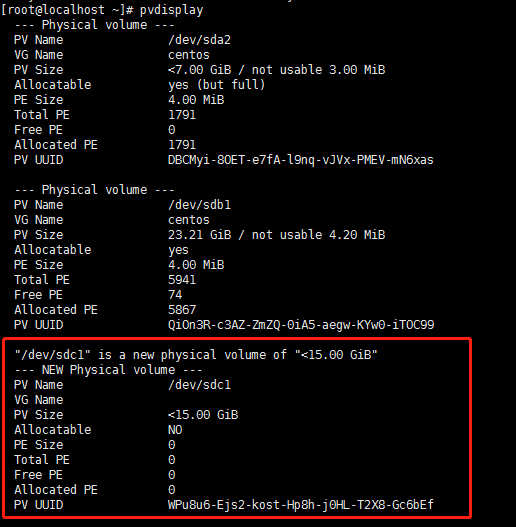 [root@localhost ~]# pvdisplay
--- Physical volume ---
PV Name /dev/sda2
VG Name centos
PV Size <7.00 GiB / not usable 3.00 MiB
Allocatable yes (but full)
PE Size 4.00 MiB
Total PE 1791
Free PE 0
Allocated PE 1791
PV UUID DBCMyi-8OET-e7fA-l9nq-vJVx-PMEV-mN6xas
--- Physical volume ---
PV Name /dev/sdb1
VG Name centos
PV Size 23.21 GiB / not usable 4.20 MiB
Allocatable yes
PE Size 4.00 MiB
Total PE 5941
Free PE 74
Allocated PE 5867
PV UUID QiOn3R-c3AZ-ZmZQ-0iA5-aegw-KYw0-iTOC99
"/dev/sdc1" is a new physical volume of "<15.00 GiB"
--- NEW Physical volume ---
PV Name /dev/sdc1
VG Name
PV Size <15.00 GiB
Allocatable NO
PE Size 0
Total PE 0
Free PE 0
Allocated PE 0
PV UUID WPu8u6-Ejs2-kost-Hp8h-j0HL-T2X8-Gc6bEf